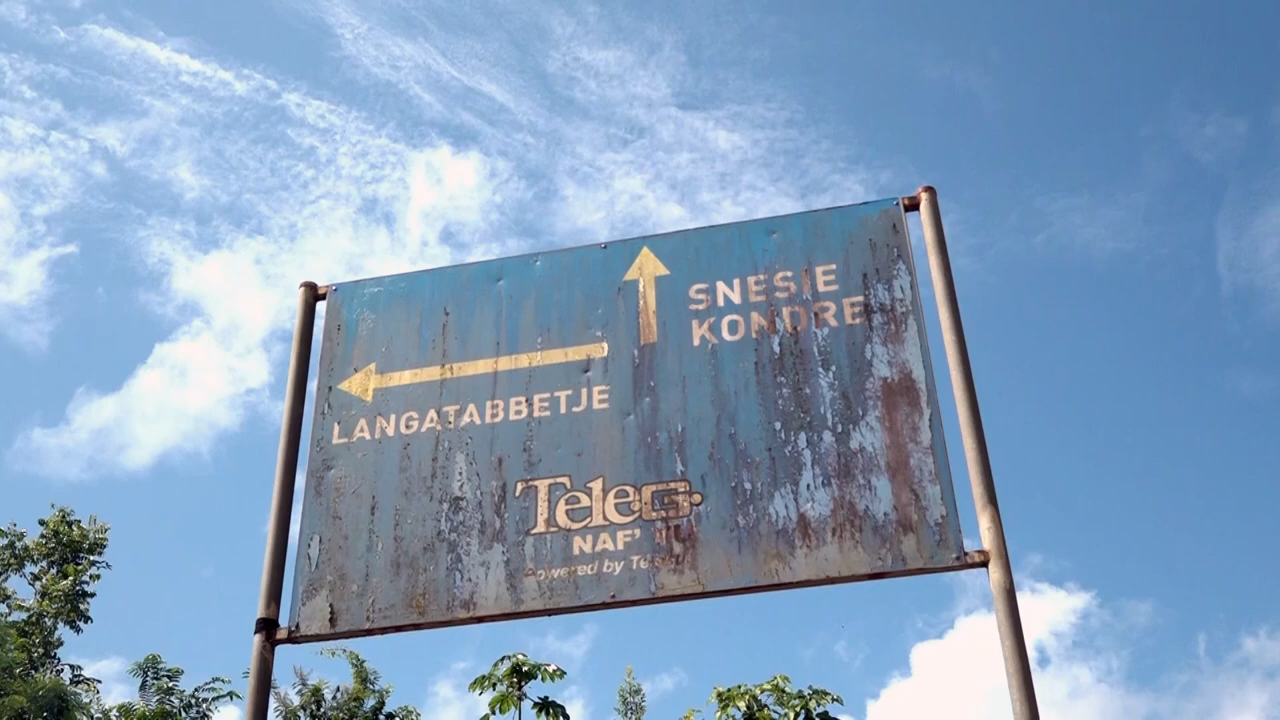 SNESIE
KONDRE
LANGATABBETJE
TeleG
NAF'
Powered by